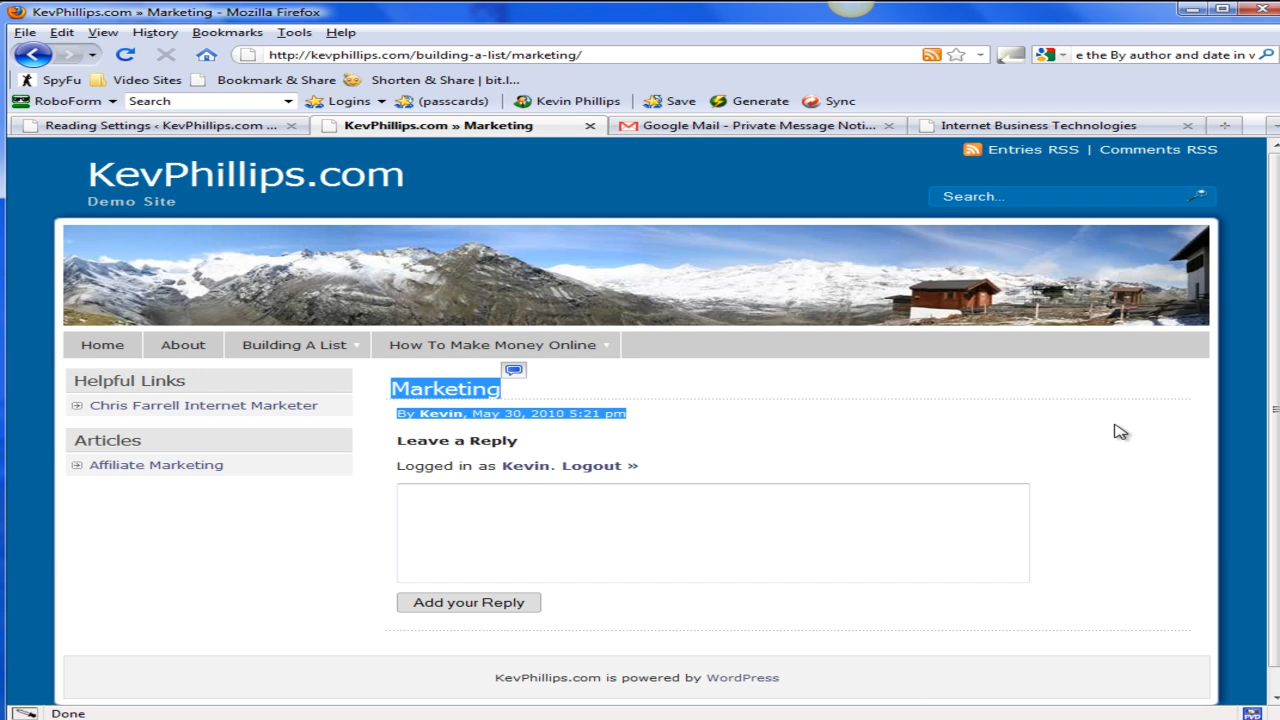 KevPhillips.com » Marketing - Mozilla Firefox
File Edit View History Bookmarks Tools Help
http://kevphillips.com/building-a-list/marketing/
e the By author and date in v
SpyFu Video Sites Bookmark & Share Shorten & Share | bit.l...
RoboForm Search Logins (passcards) Kevin Phillips Save Generate Sync
Reading Settings ‹ KevPhillips.com ... KevPhillips.com » Marketing Google Mail - Private Message Noti... Internet Business Technologies
Entries RSS | Comments RSS
KevPhillips.com
Demo Site
Search...
Home About Building A List How To Make Money Online
Helpful Links
Chris Farrell Internet Marketer
Articles
Affiliate Marketing
Marketing
By Kevin, May 30, 2010 5:21 pm
Leave a Reply
Logged in as Kevin. Logout »
Add your Reply
KevPhillips.com is powered by WordPress
Done